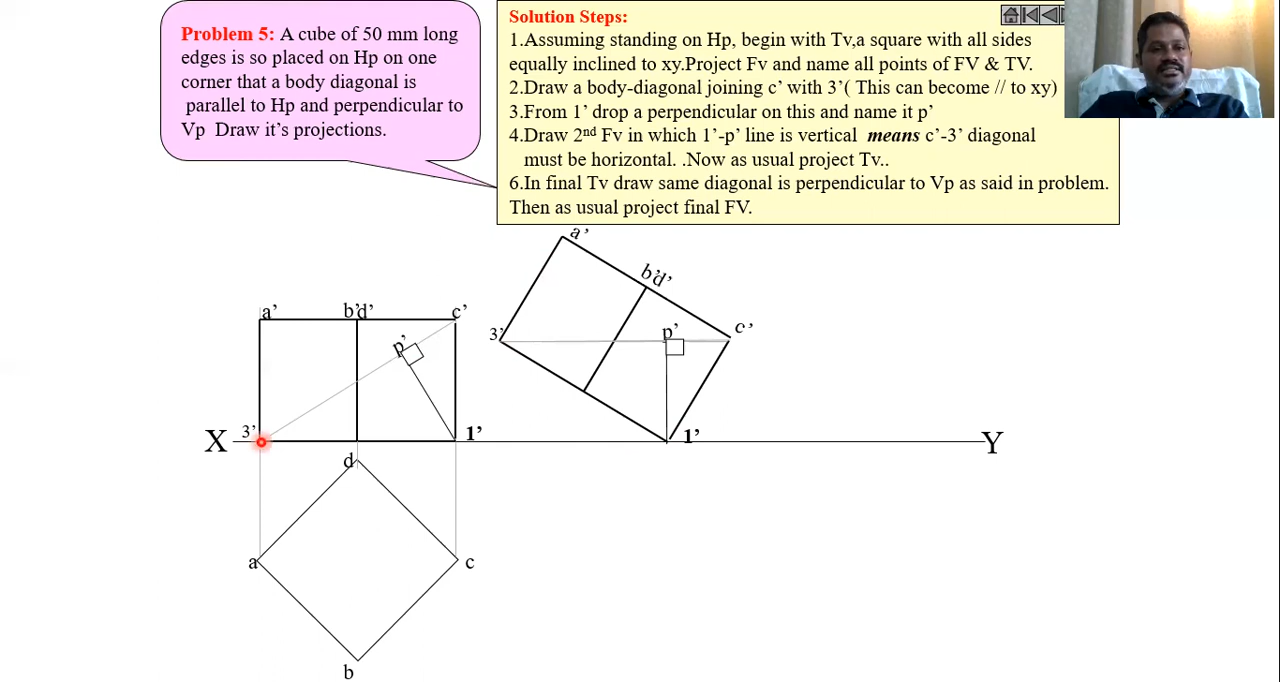 Problem 5: A cube of 50 mm long
edges is so placed on Hp on one
corner that a body diagonal is
parallel to Hp and perpendicular to
Vp Draw it’s projections.
Solution Steps:
1.Assuming standing on Hp, begin with Tv,a square with all sides
equally inclined to xy.Project Fv and name all points of FV & TV.
2.Draw a body-diagonal joining c’ with 3’( This can become // to xy)
3.From 1’ drop a perpendicular on this and name it p’
4.Draw 2nd Fv in which 1’-p’ line is vertical means c’-3’ diagonal
must be horizontal. .Now as usual project Tv..
6.In final Tv draw same diagonal is perpendicular to Vp as said in problem.
Then as usual project final FV.
a’
b’d’
a’ b’d’ c’
3’ p’ c’
p’
X 3’ 1’ 1’ Y
d
a c
b